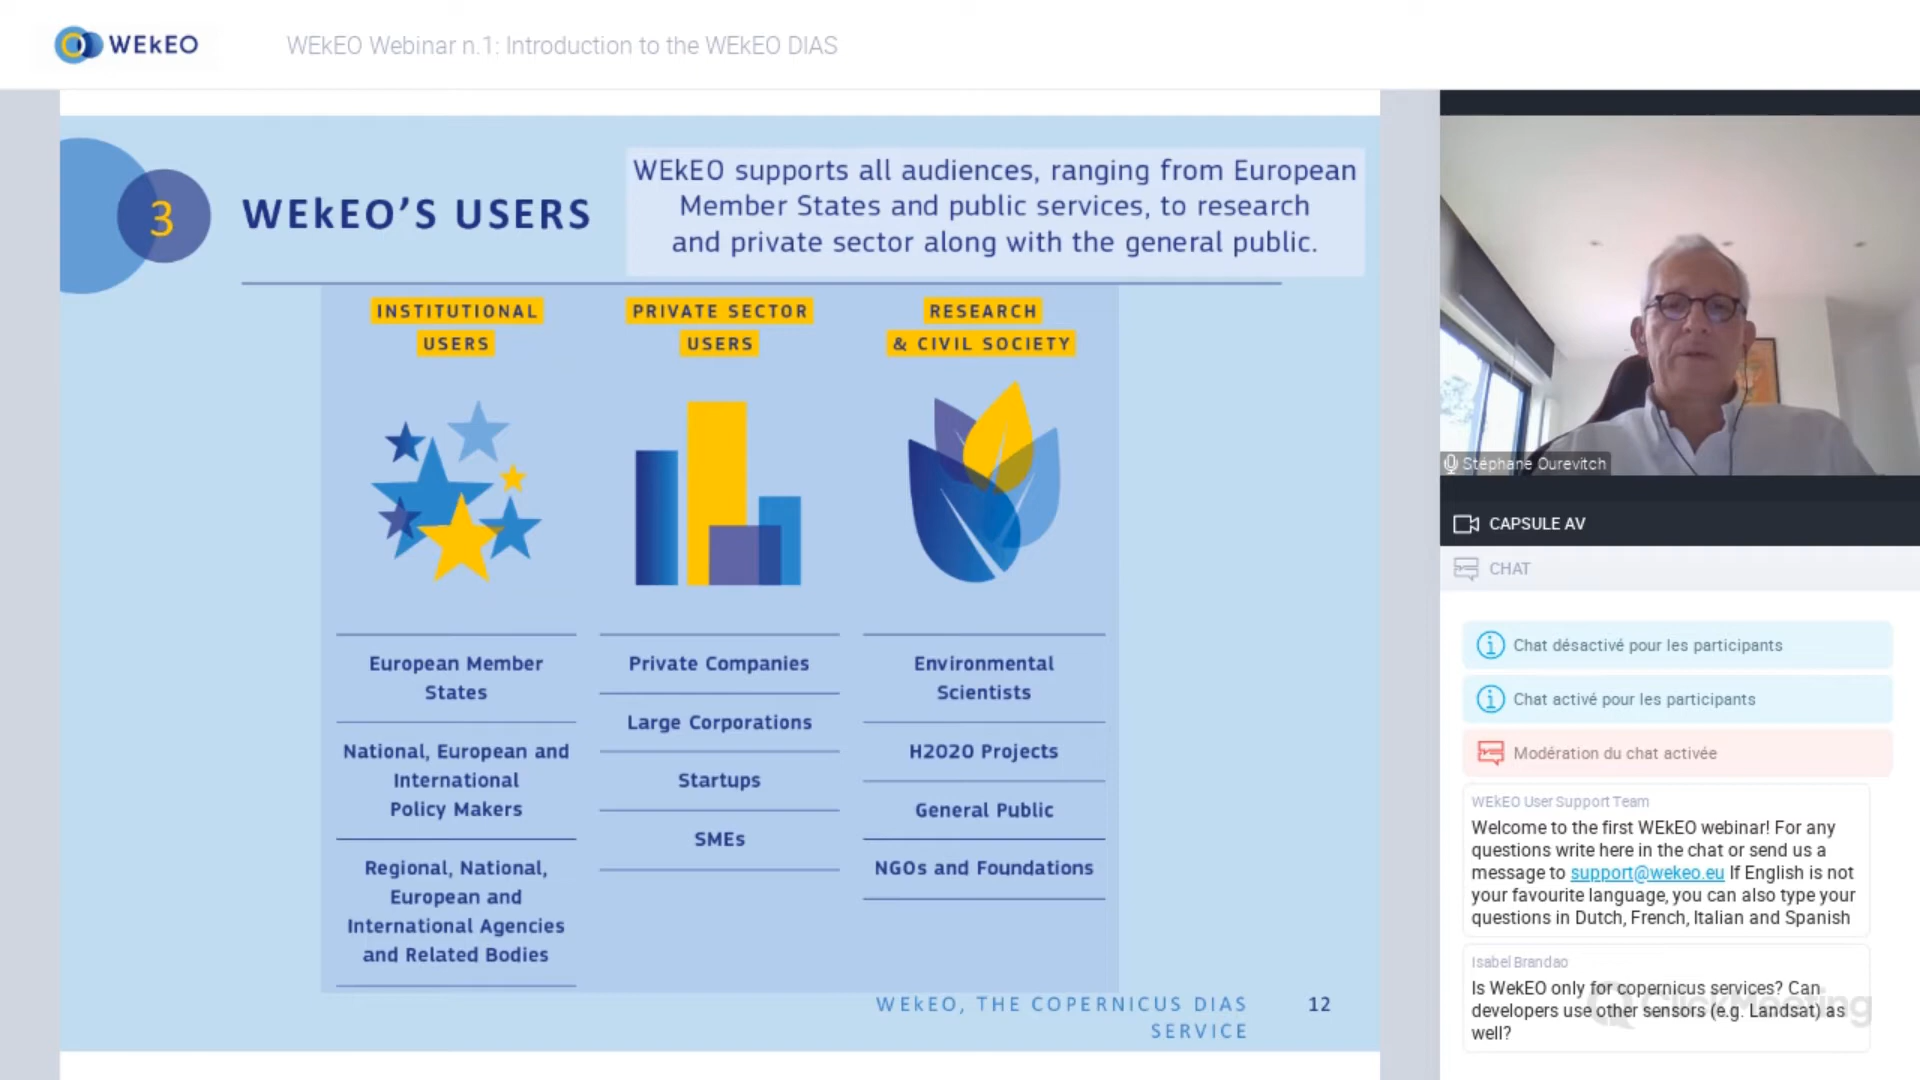 WEkEO
WEkEO Webinar n.1: Introduction to the WEkEO DIAS
3
WEkEO’S USERS
WEkEO supports all audiences, ranging from European
Member States and public services, to research
and private sector along with the general public.
INSTITUTIONAL
USERS
European Member
States
National, European and
International
Policy Makers
Regional, National,
European and
International Agencies
and Related Bodies
PRIVATE SECTOR
USERS
Private Companies
Large Corporations
Startups
SMEs
RESEARCH
& CIVIL SOCIETY
Environmental
Scientists
H2020 Projects
General Public
NGOs and Foundations
WEkEO, THE COPERNICUS DIAS
SERVICE
12
Stéphane Ourevitch
CAPSULE AV
CHAT
Chat désactivé pour les participants
Chat activé pour les participants
Modération du chat activée
WEkEO User Support Team
Welcome to the first WEkEO webinar! For any
questions write here in the chat or send us a
message to support@wekeo.eu If English is not
your favourite language, you can also type your
questions in Dutch, French, Italian and Spanish
Isabel Brandao
Is WekEO only for copernicus services? Can
developers use other sensors (e.g. Landsat) as
well?
ClickMeeting